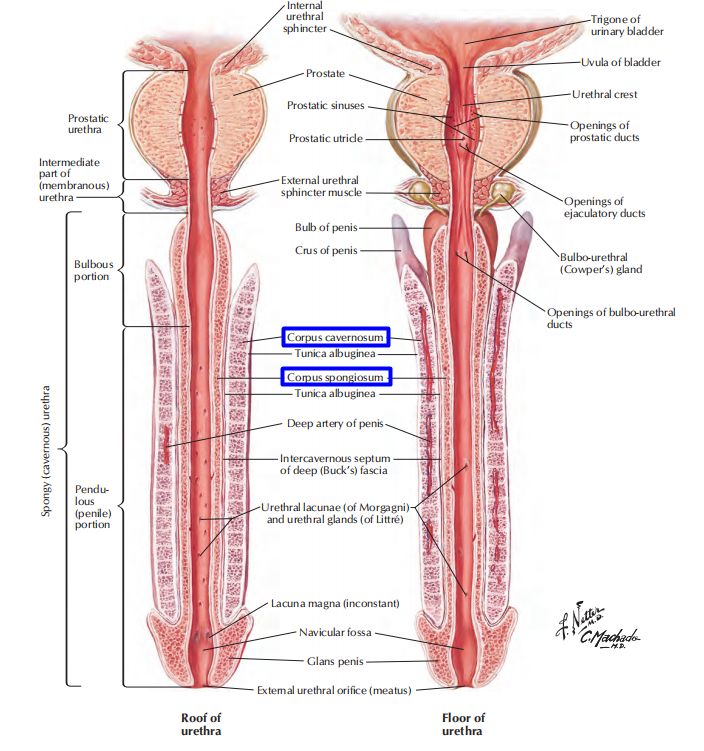 Internal
urethral
sphincter
Trigone of
urinary bladder
Uvula of bladder
Prostate
Urethral crest
Prostatic sinuses
Prostatic
urethra
Openings of
prostatic ducts
Prostatic utricle
Intermediate
part of
(membranous)
urethra
External urethral
sphincter muscle
Openings of
ejaculatory ducts
Bulb of penis
Crus of penis
Bulbo-urethral
(Cowper's) gland
Bulbous
portion
Openings of bulbo-urethral
ducts
Corpus cavernosum
Tunica albuginea
Corpus spongiosum
Tunica albuginea
Deep artery of penis
Spongy (cavernous) urethra
Intercavernous septum
of deep (Buck's) fascia
Pendu-
lous
(penile)
portion
Urethral lacunae (of Morgagni)
and urethral glands (of Littré)
Lacuna magna (inconstant)
Navicular fossa
Glans penis
External urethral orifice (meatus)
F. Netter
M.D.
C. Machado
M.D.
Roof of
urethra
Floor of
urethra